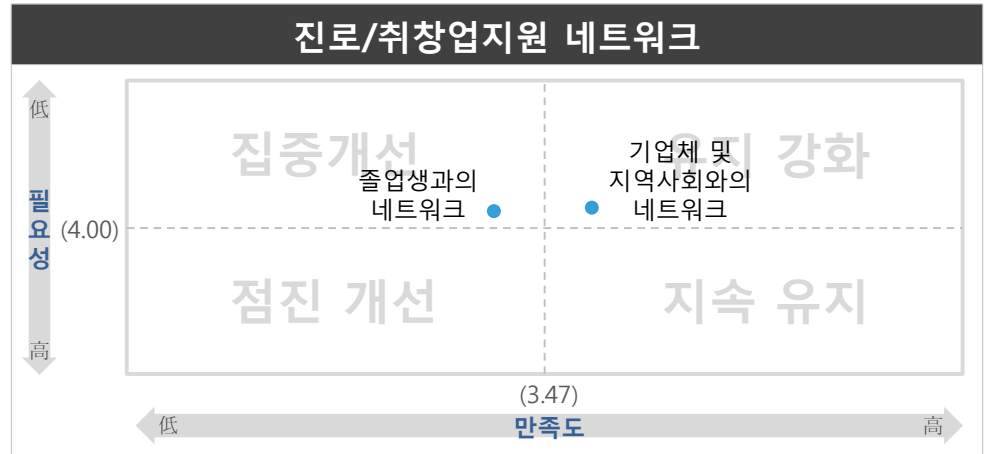 진로/취창업지원 네트워크
低
필요성
(4.00)
高
집중개선
유지 강화
졸업생과의
네트워크
기업체 및
지역사회와의
네트워크
점진 개선
지속 유지
(3.47)
低
만족도
高